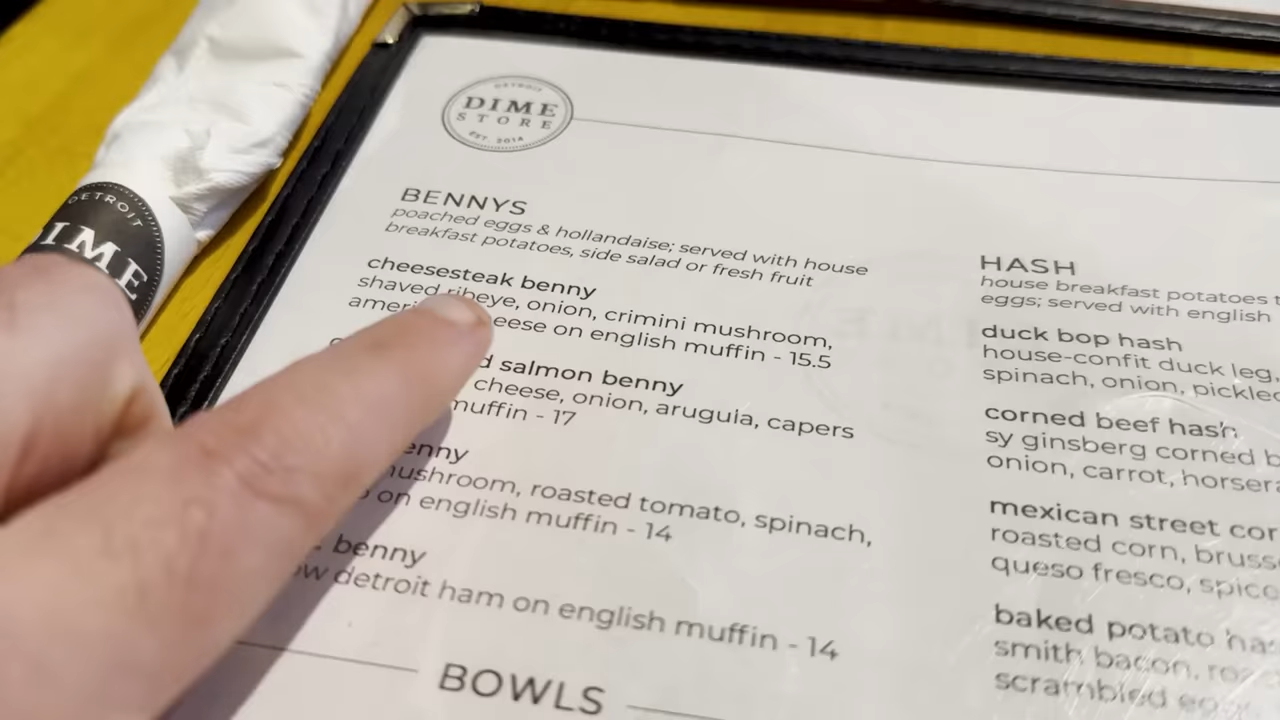 DETROIT
DIME
STORE
EST. 2014
DETROIT
DIME
BENNYS
poached eggs & hollandaise; served with house
breakfast potatoes, side salad or fresh fruit
cheesesteak benny
shaved ribeye, onion, crimini mushroom,
cheese on english muffin - 15.5
salmon benny
cheese, onion, arugula, capers
muffin - 17
benny
mushroom, roasted tomato, spinach,
on english muffin - 14
benny
detroit ham on english muffin - 14
BOWLS
HASH
house breakfast potatoes
eggs; served with english
duck bop hash
house-confit duck leg,
spinach, onion, pickled
corned beef hash
sy ginsberg corned
onion, carrot,
mexican street
roasted corn,
queso fresco,
baked potato
smith bacon,
scrambled